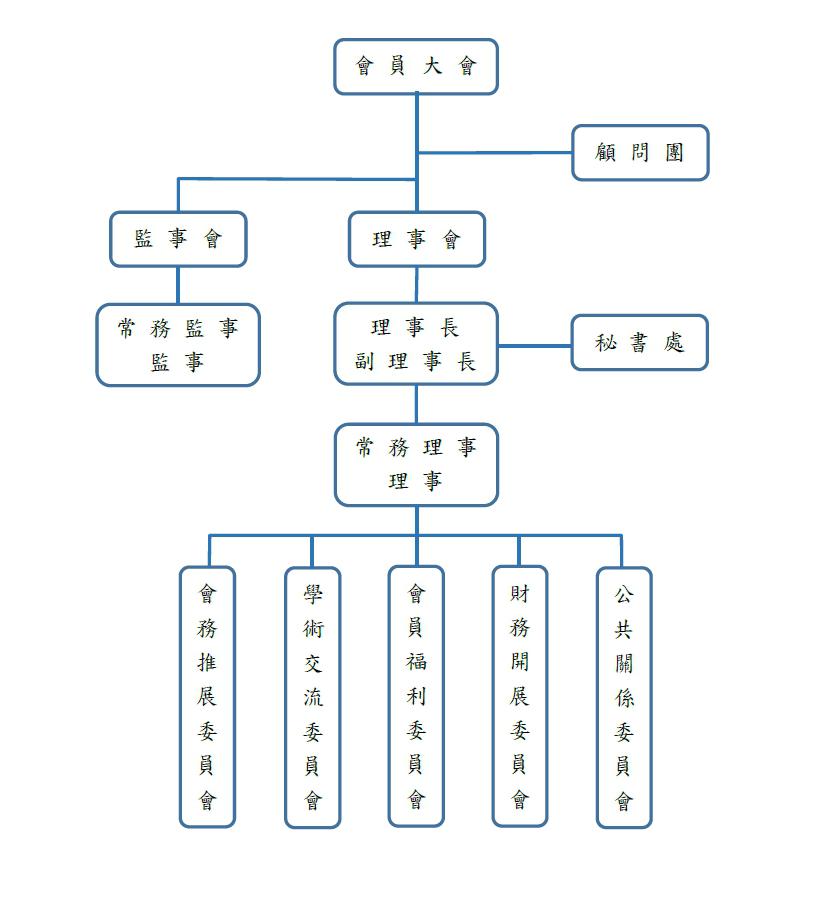 會員大會
顧問團
監事會
理事會
常務監事
監事
理事長
副理事長
秘書處
常務理事
理事
會務推展委員會
學術交流委員會
會員福利委員會
財務開展委員會
公共關係委員會